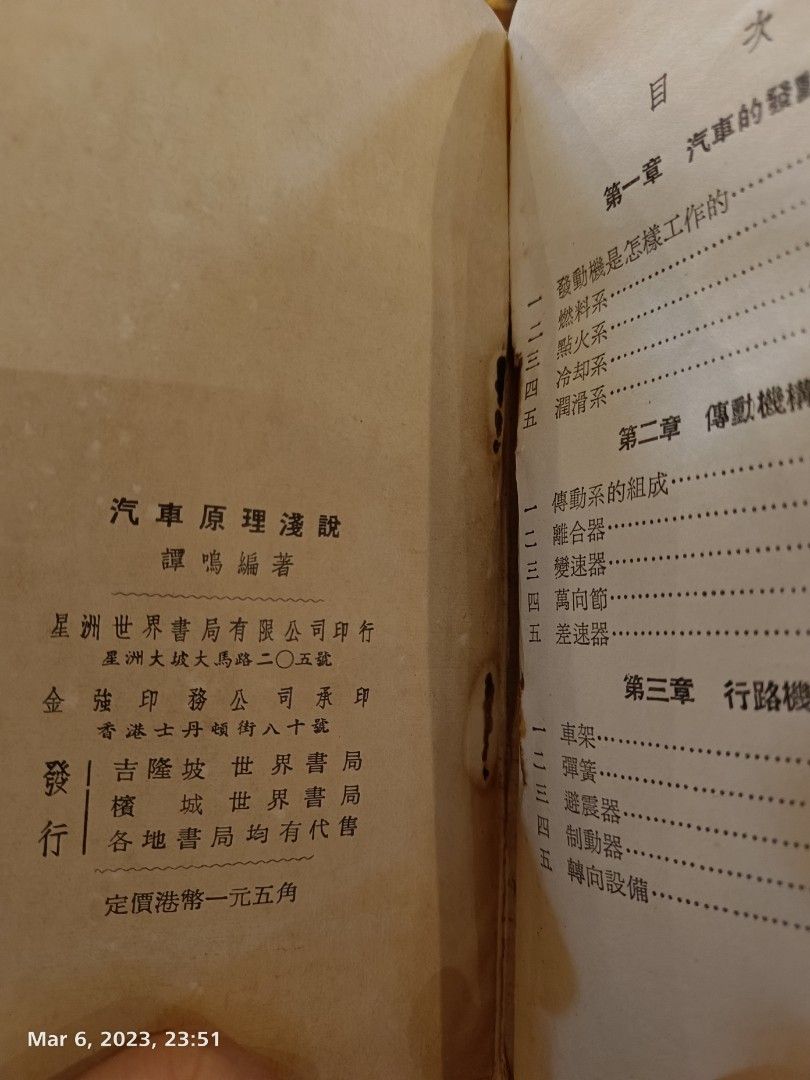 汽車原理淺說
譚鳴編著
星洲世界書局有限公司印行
星洲大坡大馬路二〇五號
金強印務公司承印
香港士丹頓街八十號
發行
吉隆坡 世界書局
檳城世界書局
各地書局均有代售
定價港幣一元五角
目次
第一章 汽車的發動
一 發動機是怎樣工作的
二 燃料系
三 點火系
四 冷却系
五 潤滑系
第二章 傳動機構
一 傳動系的組成
二 離合器
三 變速器
四 萬向節
五 差速器
第三章 行路機
一 車架
二 彈簧
三 避震器
四 制動器
五 轉向設備
Mar 6, 2023, 23:51